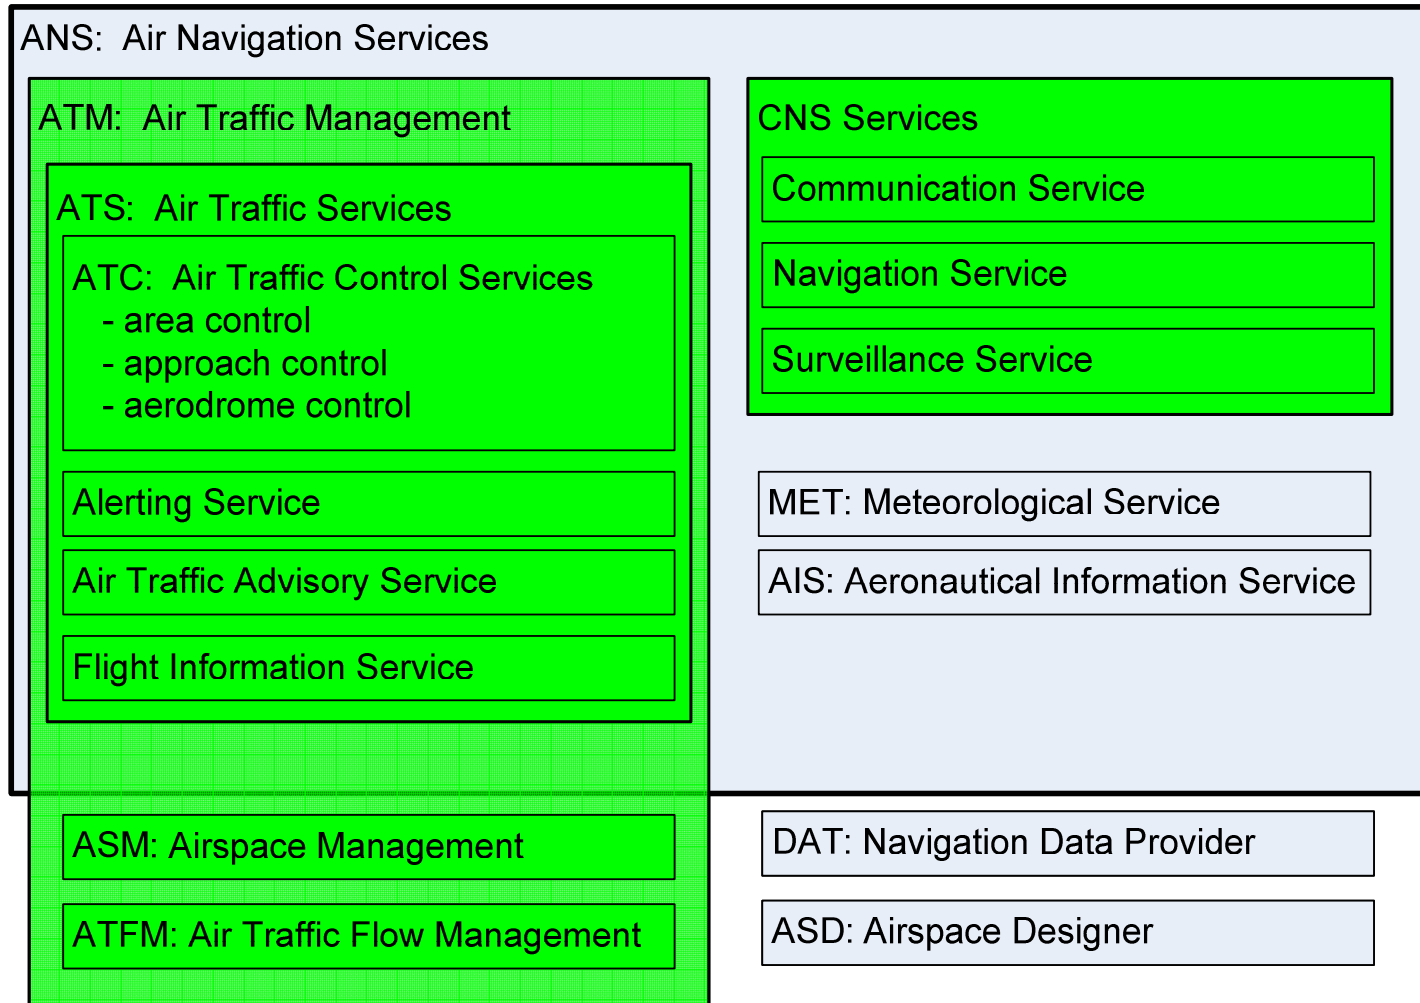 ANS: Air Navigation Services
ATM: Air Traffic Management
ATS: Air Traffic Services
ATC: Air Traffic Control Services
- area control
- approach control
- aerodrome control
Alerting Service
Air Traffic Advisory Service
Flight Information Service
ASM: Airspace Management
ATFM: Air Traffic Flow Management
CNS Services
Communication Service
Navigation Service
Surveillance Service
MET: Meteorological Service
AIS: Aeronautical Information Service
DAT: Navigation Data Provider
ASD: Airspace Designer